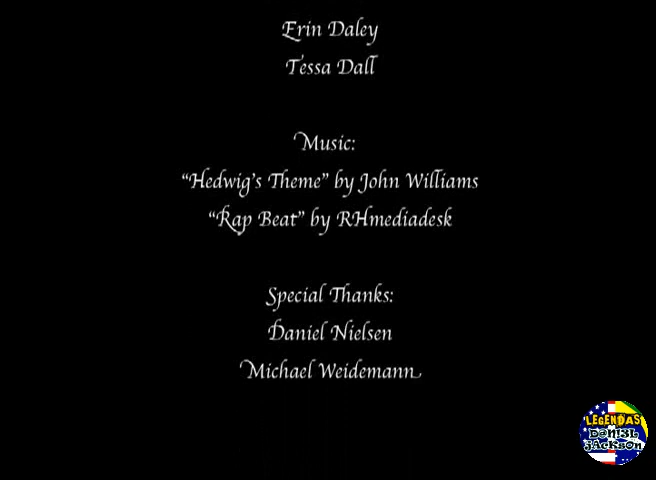 Erin Daley
Tessa Dall
Music:
“Hedwig's Theme” by John Williams
“Rap Beat” by RHmediadesk
Special Thanks:
Daniel Nielsen
Michael Weidemann
LEGENDAS
DANI3L
jACKSON